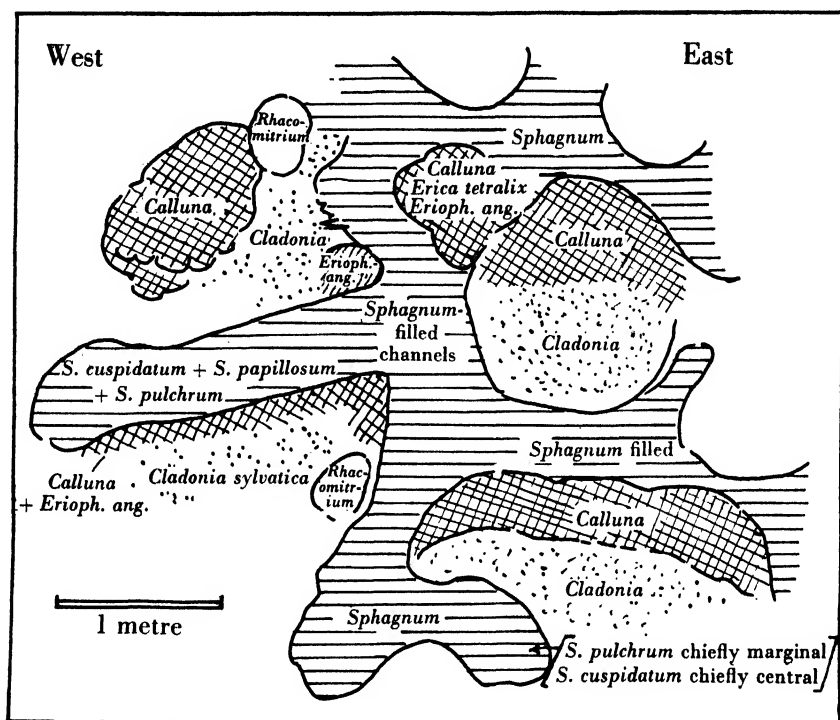 West
East
Rhaco-
mitrium
Sphagnum
Calluna
Calluna
Erica tetralix
Erioph. ang.
Calluna
Cladonia
Erioph.
ang.
Sphagnum-
filled
channels
Cladonia
S. cuspidatum + S. papillosum
+ S. pulchrum
Sphagnum filled
Calluna
+ Erioph. ang.
Cladonia sylvatica
Rhac-
omitr-
ium
Calluna
Cladonia
1 metre
Sphagnum
S. pulchrum chiefly marginal
S. cuspidatum chiefly central